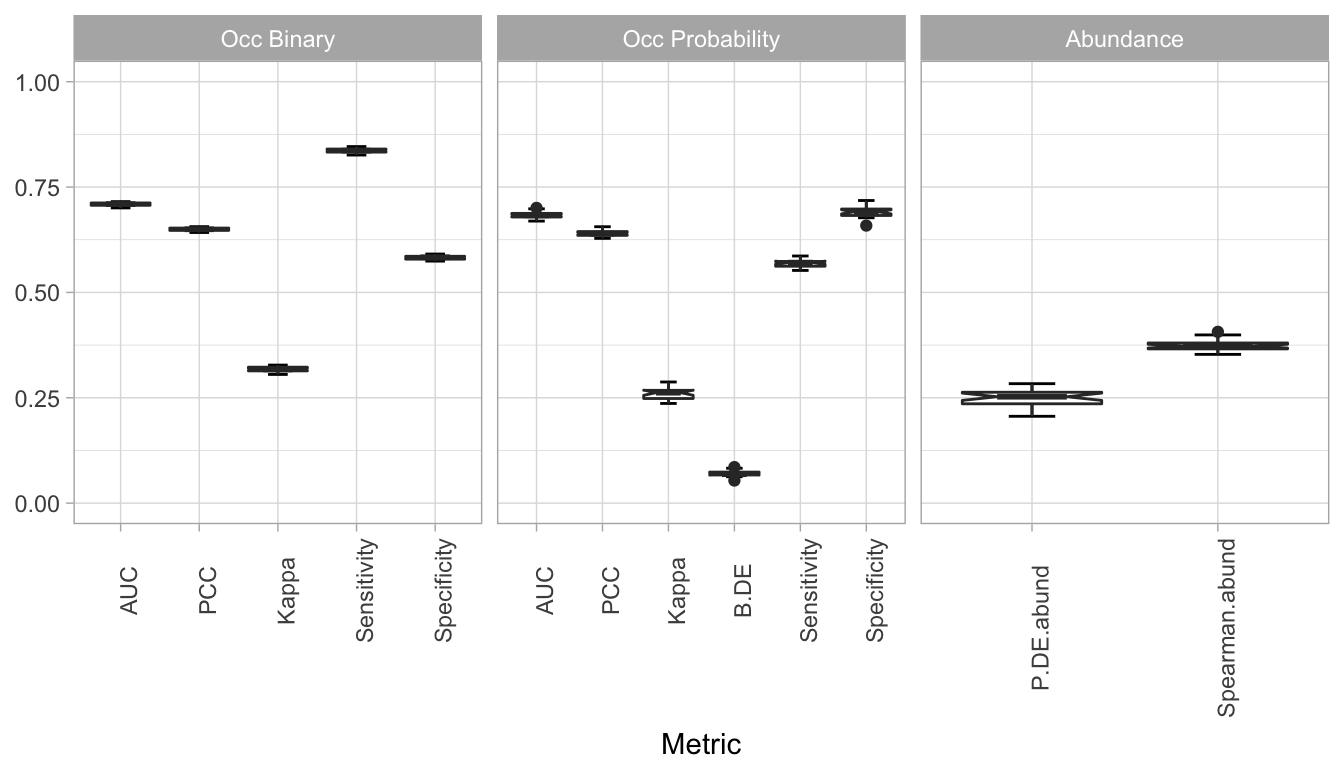 Occ Binary
Occ Probability
Abundance
1.00
0.75
0.50
0.25
0.00
AUC
PCC
Kappa
Sensitivity
Specificity
AUC
PCC
Kappa
B.DE
Sensitivity
Specificity
P.DE.abund
Spearman.abund
Metric